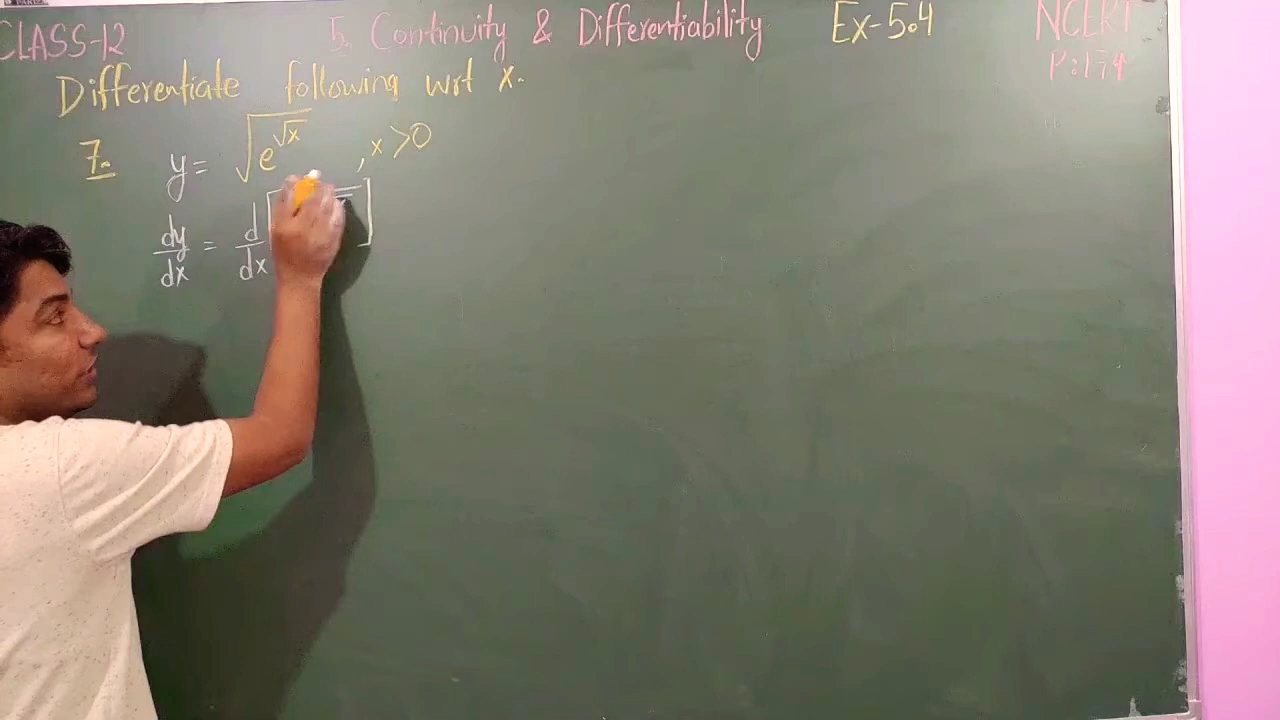 CLASS-12 5. Continuity & Differentiability Ex-5.4 NCERT
P:174
Differentiate following wrt x.
7. y = √(e^√x) , x >0
dy/dx = d/dx [ ]